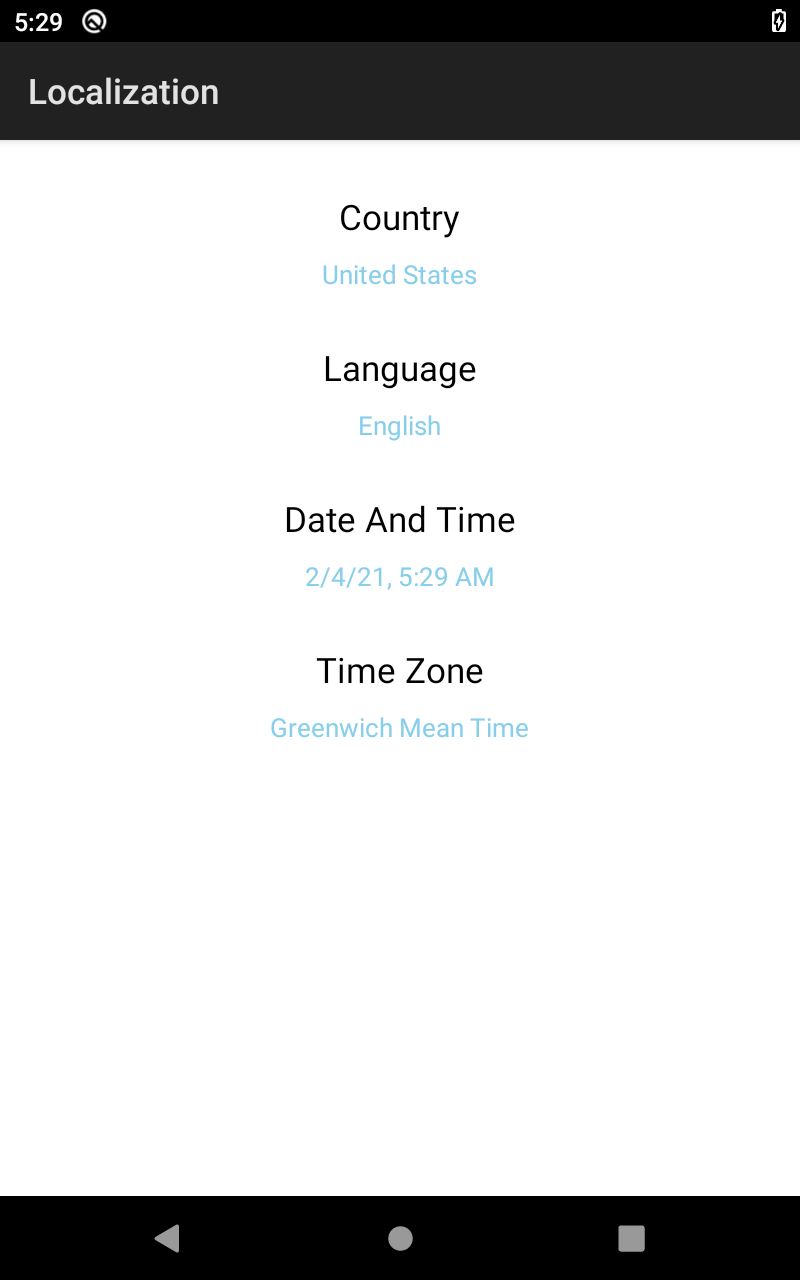 5:29
Localization
Country
United States
Language
English
Date And Time
2/4/21, 5:29 AM
Time Zone
Greenwich Mean Time